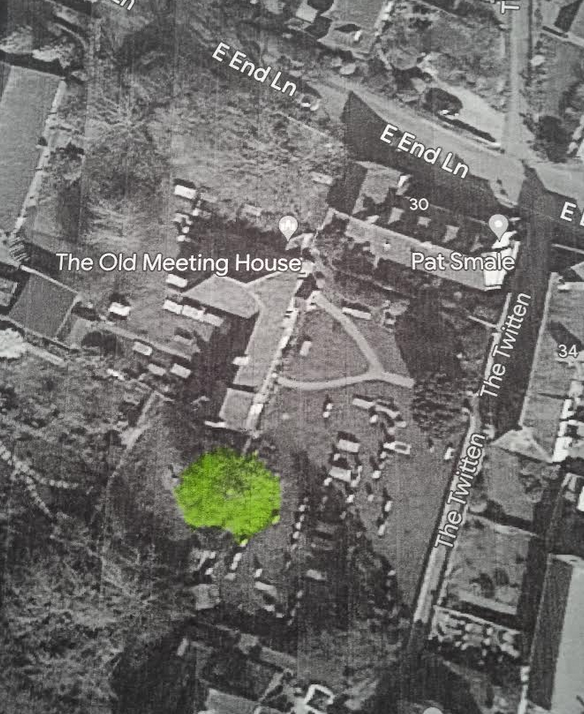 E End Ln
E End Ln
30
The Old Meeting House
Pat Smale
The Twitten
34
The Twitten